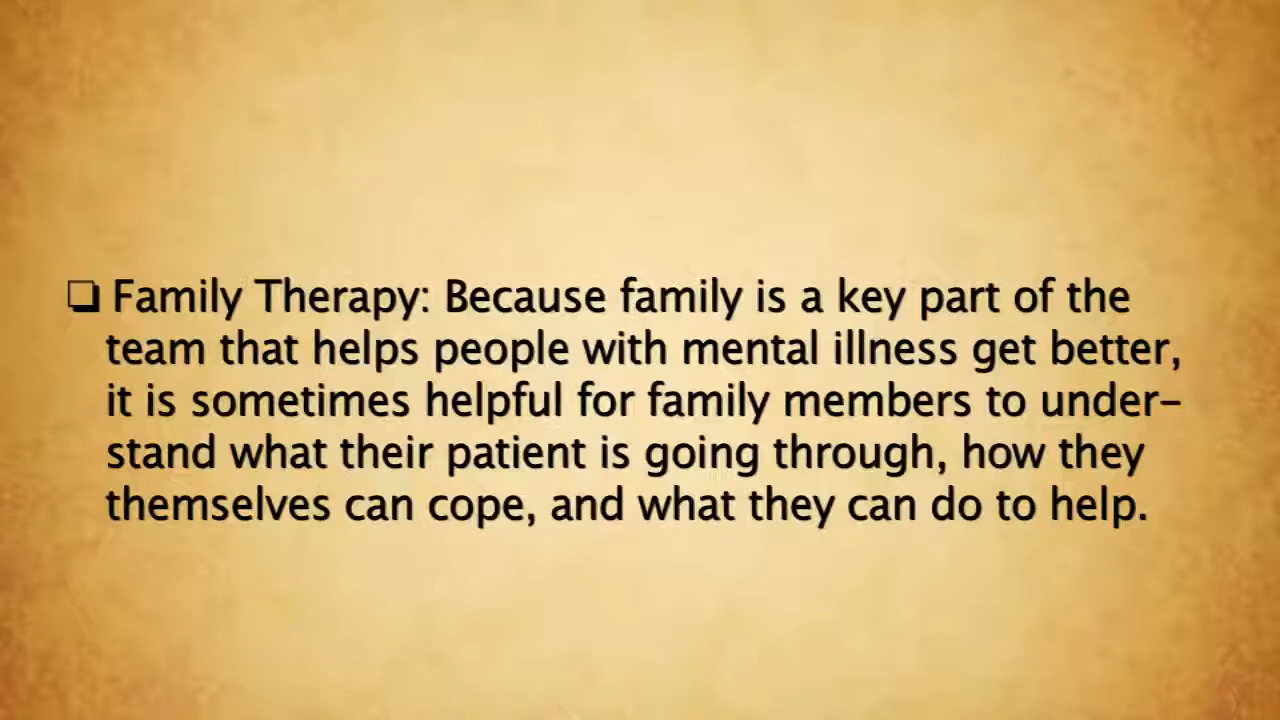 ❑ Family Therapy: Because family is a key part of the
team that helps people with mental illness get better,
it is sometimes helpful for family members to under-
stand what their patient is going through, how they
themselves can cope, and what they can do to help.